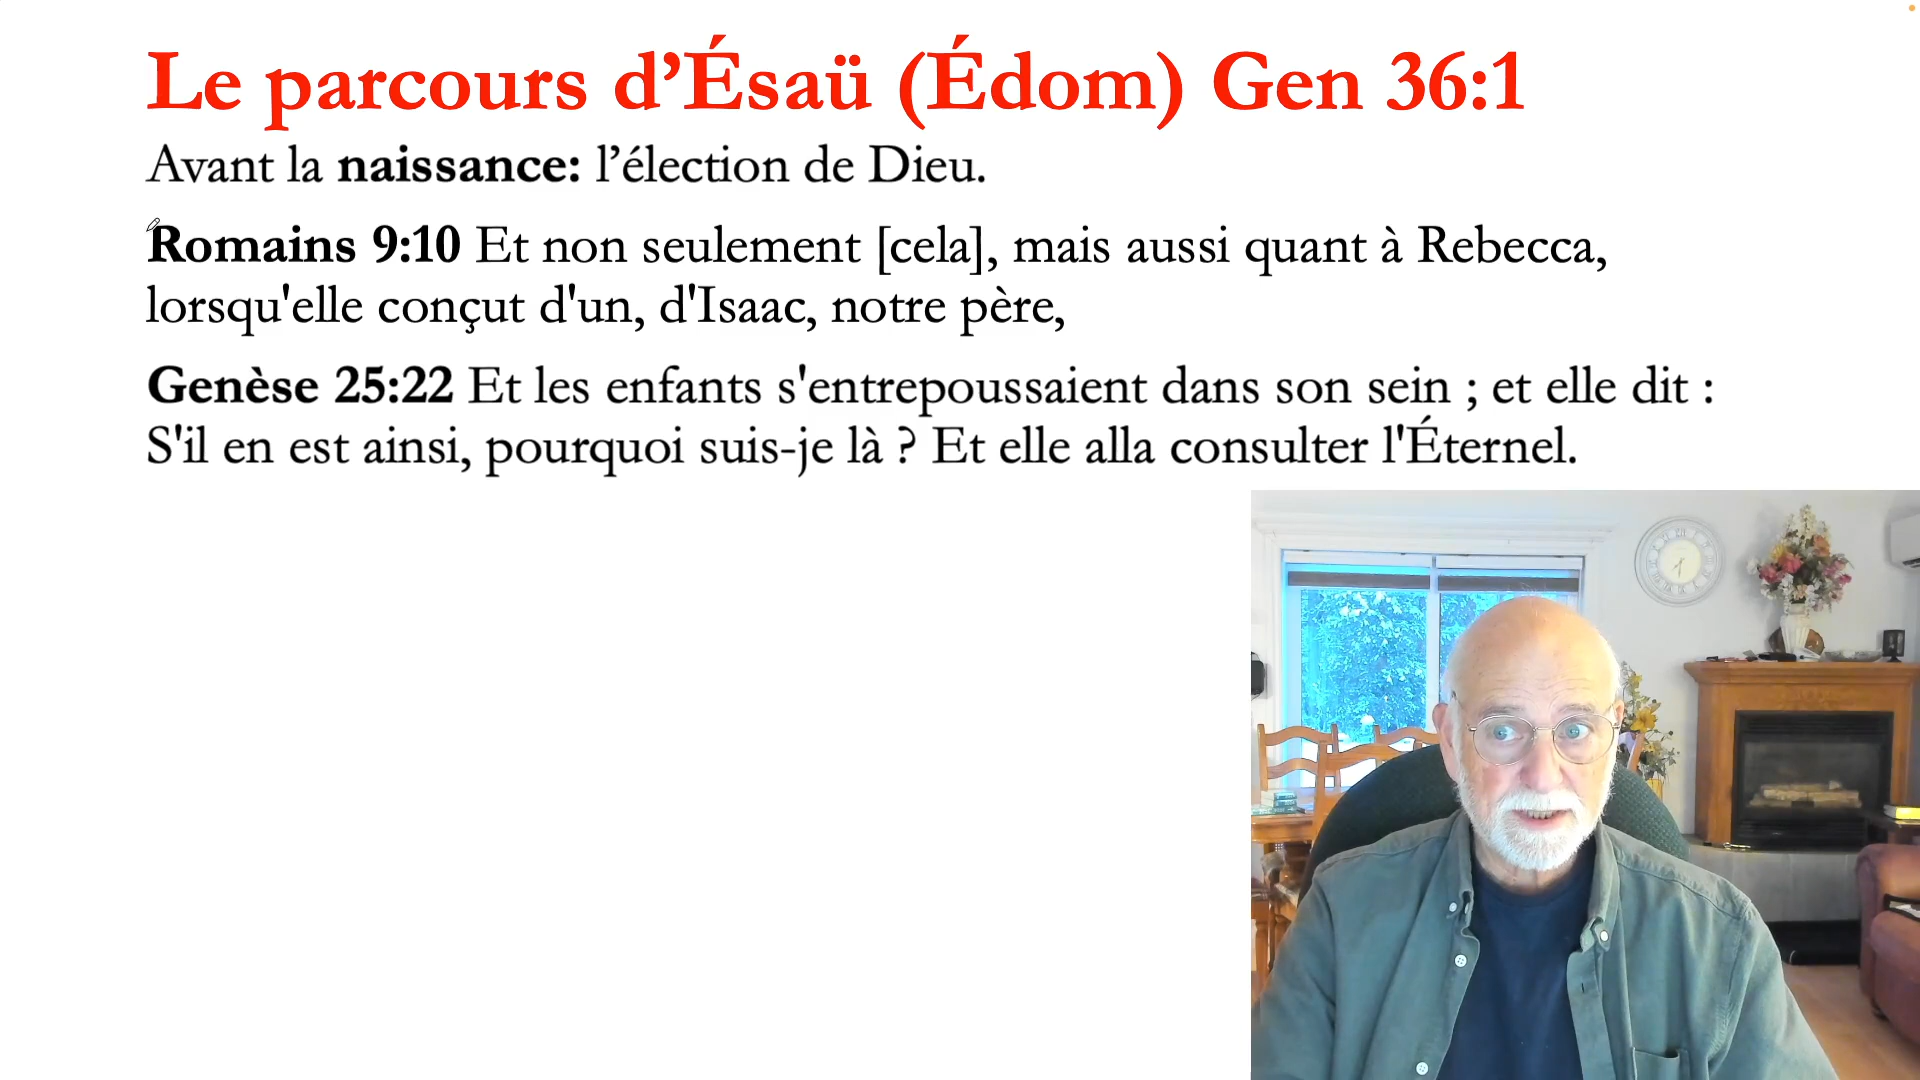 Le parcours d’Ésaü (Édom) Gen 36:1
Avant la naissance: l’élection de Dieu.
Romains 9:10 Et non seulement [cela], mais aussi quant à Rebecca,
lorsqu'elle conçut d'un, d'Isaac, notre père,
Genèse 25:22 Et les enfants s'entrepoussaient dans son sein ; et elle dit :
S'il en est ainsi, pourquoi suis-je là ? Et elle alla consulter l'Éternel.